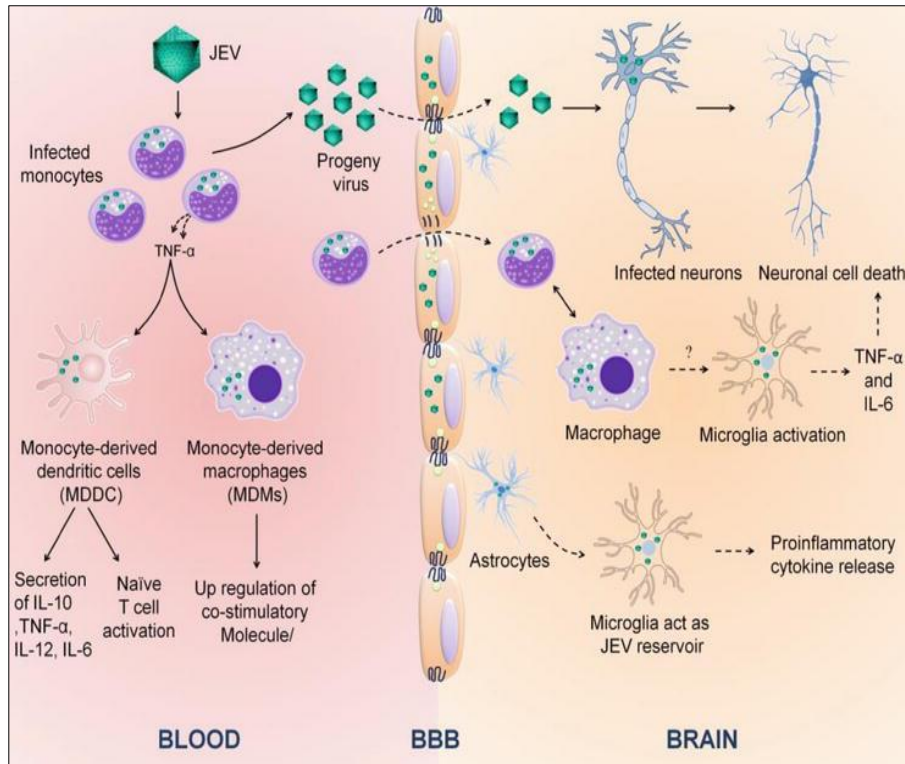 JEV
Infected
monocytes
Progeny
virus
TNF-α
Infected neurons
Neuronal cell death
?
TNF-α
and
IL-6
Macrophage
Microglia activation
Monocyte-derived
dendritic cells
(MDDC)
Monocyte-derived
macrophages
(MDMs)
Astrocytes
Proinflammatory
cytokine release
Secretion
of IL-10
,TNF-α,
IL-12, IL-6
Naïve
T cell
activation
Up regulation of
co-stimulatory
Molecule/
Microglia act as
JEV reservoir
BLOOD
BBB
BRAIN